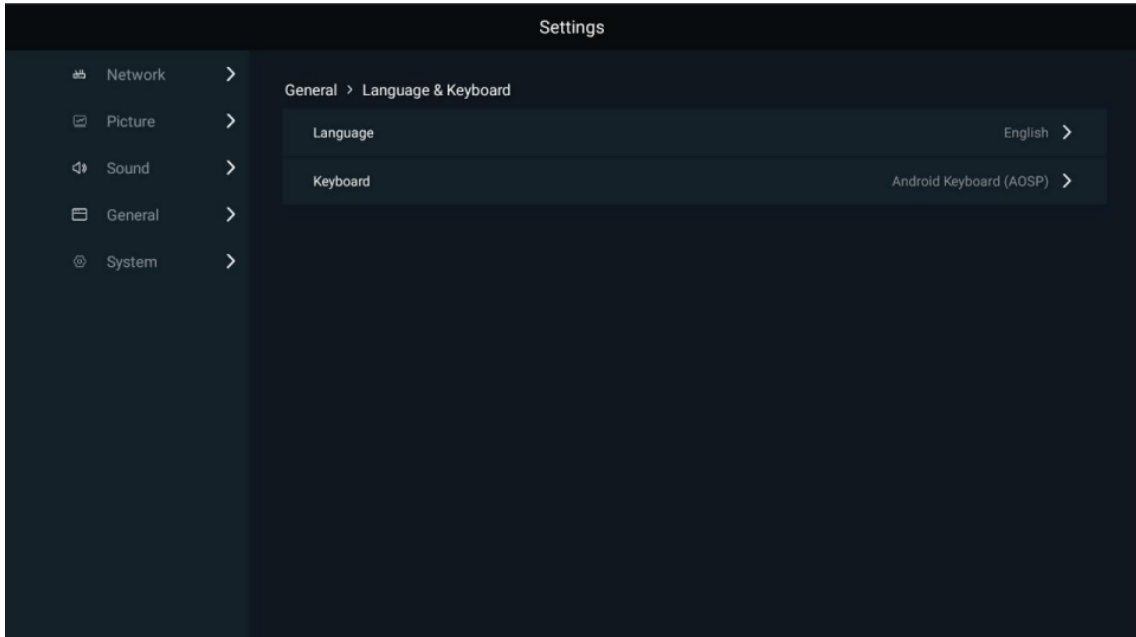 Settings
Network
Picture
Sound
General
System
General > Language & Keyboard
Language English
Keyboard Android Keyboard (AOSP)